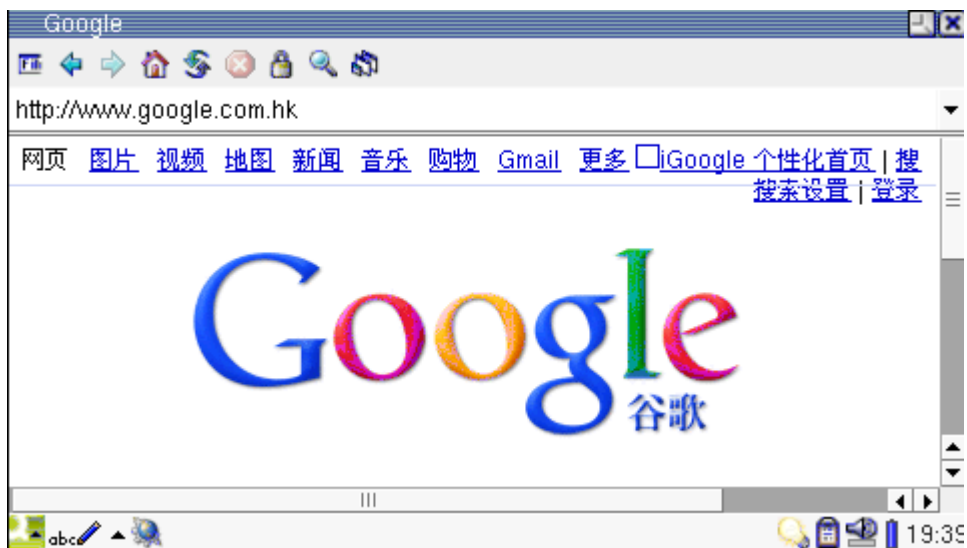 Google
http://www.google.com.hk
网页 图片 视频 地图 新闻 音乐 购物 Gmail 更多 iGoogle 个性化首页 | 搜
搜索设置 | 登录
Google
谷歌
abc 19:39